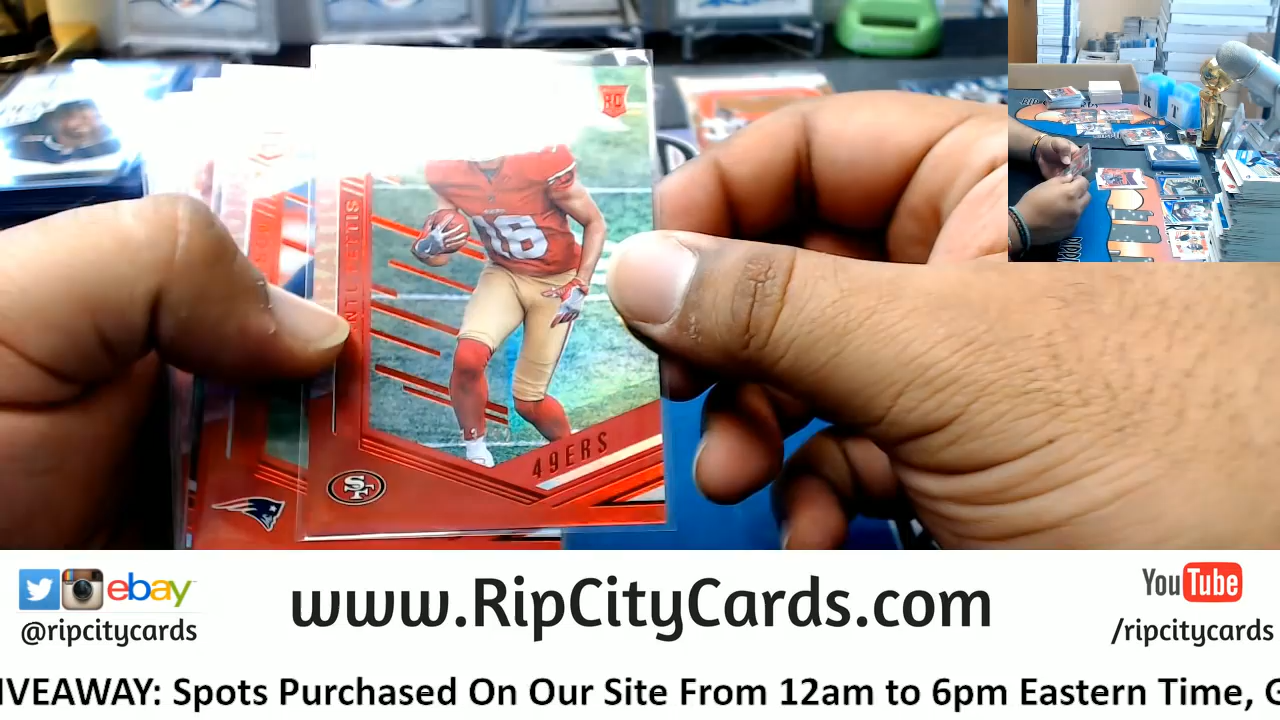 RC
18
49ERS
SF
ebay
@ripcitycards
www.RipCityCards.com
YouTube
/ripcitycards
IVEAWAY: Spots Purchased On Our Site From 12am to 6pm Eastern Time, G